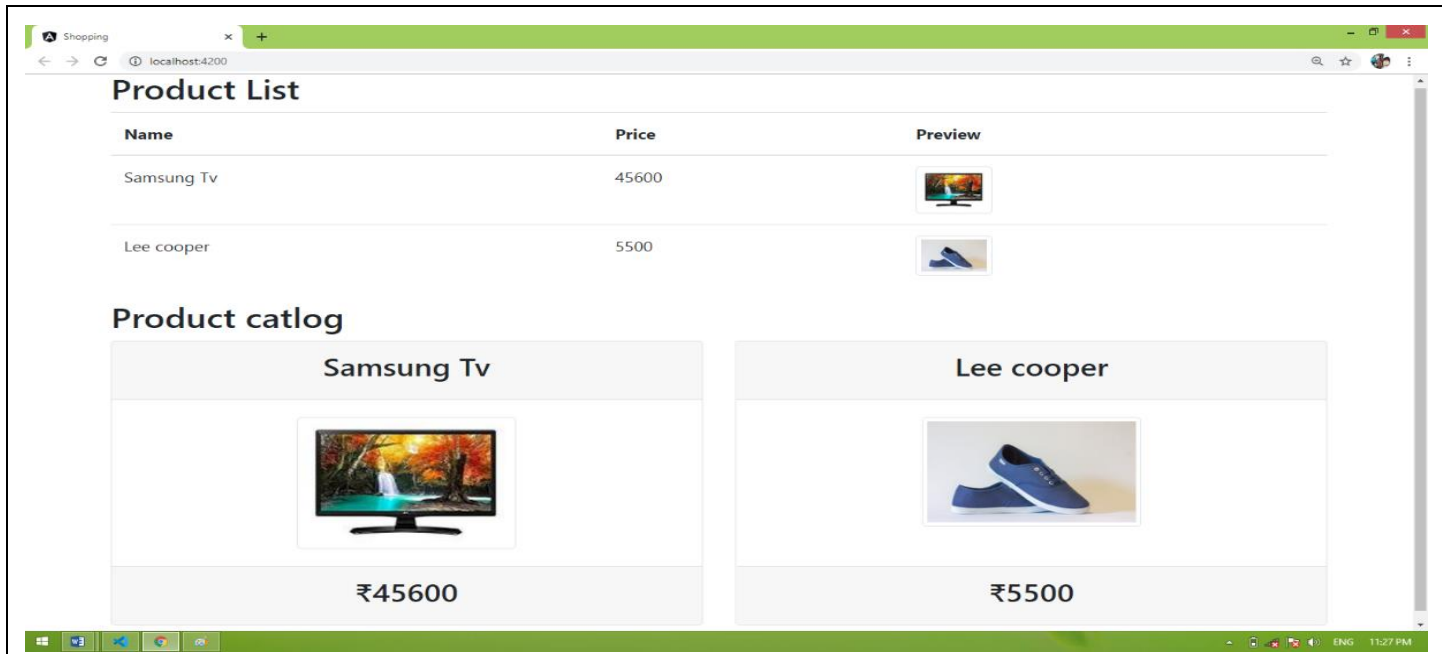 Shopping
localhost:4200
Product List
Name Price Preview
Samsung Tv 45600
Lee cooper 5500
Product catlog
Samsung Tv Lee cooper
₹45600 ₹5500
ENG 11:27 PM